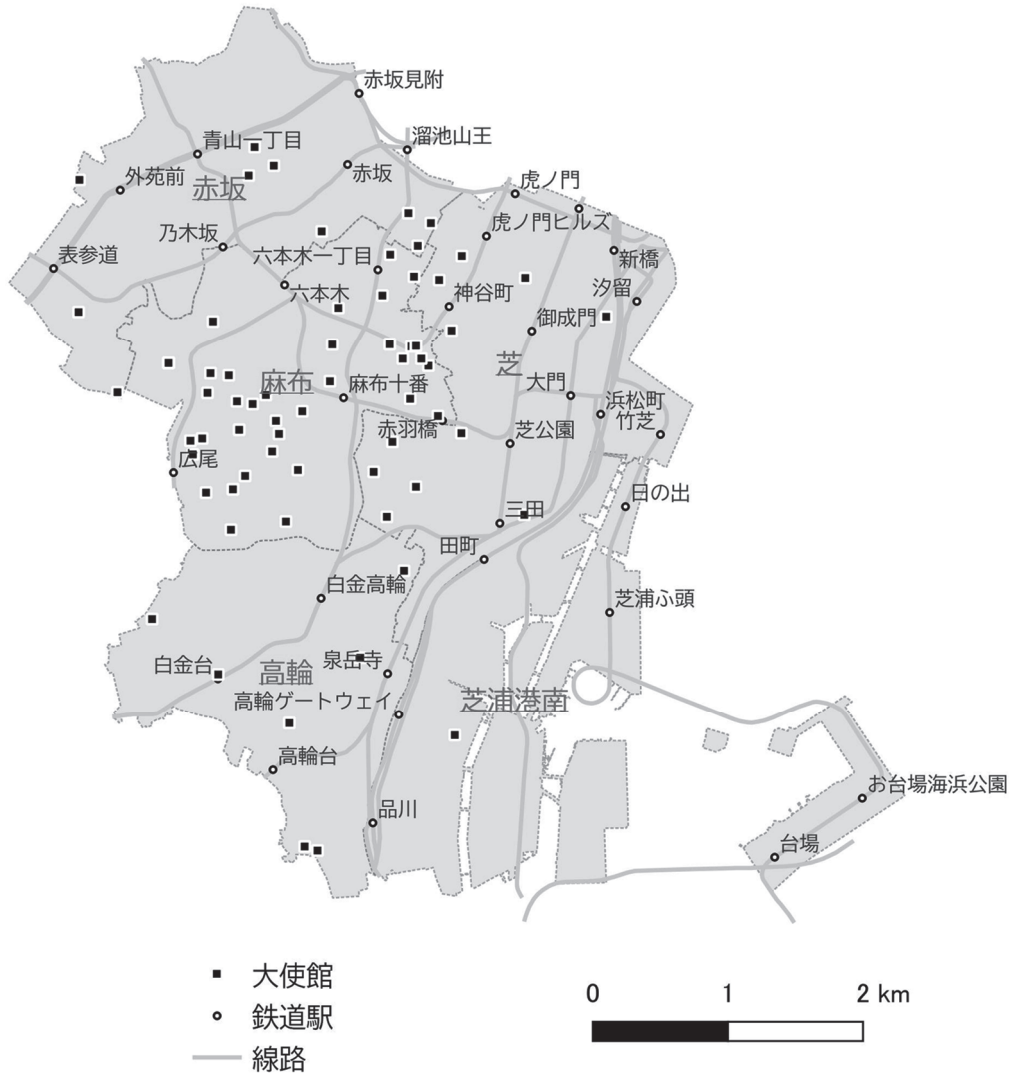 赤坂見附
溜池山王
青山一丁目
赤坂
外苑前
赤坂
虎ノ門
虎ノ門ヒルズ
乃木坂
表参道
六本木一丁目
新橋
六本木
神谷町
汐留
御成門
芝
麻布
麻布十番
大門
浜松町
竹芝
赤羽橋
芝公園
広尾
日の出
三田
田町
白金高輪
芝浦ふ頭
白金台
高輪
泉岳寺
高輪ゲートウェイ
芝浦港南
高輪台
お台場海浜公園
品川
台場
大使館
鉄道駅
線路
0 1 2 km